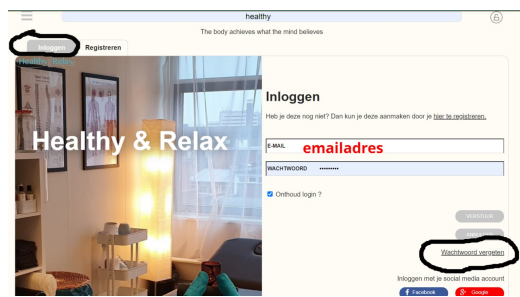 healthy
The body achieves what the mind believes
Inloggen
Registreren
Healthy Relax
Healthy & Relax
Inloggen
Heb je deze nog niet? Dan kun je deze aanmaken door je hier te registreren.
E-MAIL emailadres
WACHTWOORD ••••••••
Onthoud login ?
VERSTUUR
Wachtwoord vergeten
Inloggen met je social media account
Facebook
Google